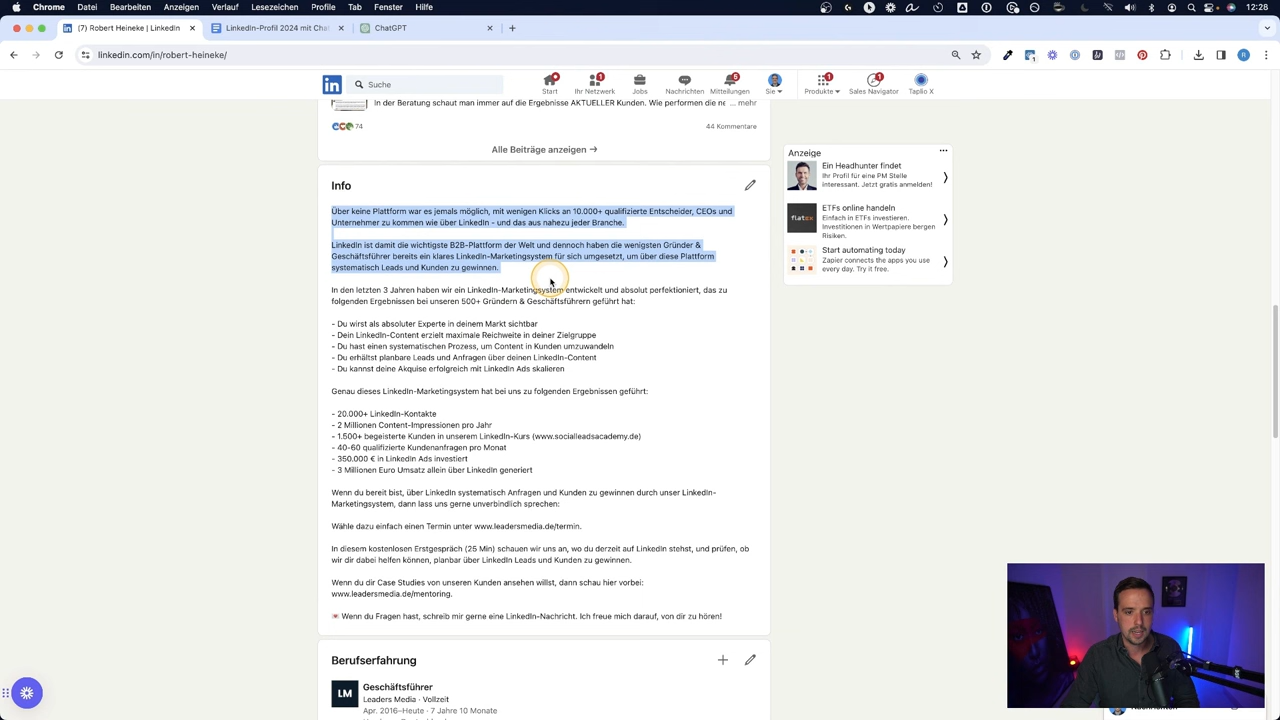 Chrome Datei Bearbeiten Anzeigen Verlauf Lesezeichen Profile Tab Fenster Hilfe 12:28
(7) Robert Heineke | LinkedIn
LinkedIn-Profil 2024 mit Chat
ChatGPT
linkedin.com/in/robert-heineke/
Suche
Start
1
Ihr Netzwerk
Jobs
Nachrichten
6
Mitteilungen
Sie
1
Produkte
1
Sales Navigator
Taplio X
In der Beratung schaut man immer auf die Ergebnisse AKTUELLER Kunden. Wie performen die ne ... mehr
74
44 Kommentare
Alle Beiträge anzeigen →
Info
Über keine Plattform war es jemals möglich, mit wenigen Klicks an 10.000+ qualifizierte Entscheider, CEOs und
Unternehmer zu kommen wie über LinkedIn - und das aus nahezu jeder Branche.
LinkedIn ist damit die wichtigste B2B-Plattform der Welt und dennoch haben die wenigsten Gründer &
Geschäftsführer bereits ein klares LinkedIn-Marketingsystem für sich umgesetzt, um über diese Plattform
systematisch Leads und Kunden zu gewinnen.
In den letzten 3 Jahren haben wir ein LinkedIn-Marketingsystem entwickelt und absolut perfektioniert, das zu
folgenden Ergebnissen bei unseren 500+ Gründern & Geschäftsführern geführt hat:
- Du wirst als absoluter Experte in deinem Markt sichtbar
- Dein LinkedIn-Content erzielt maximale Reichweite in deiner Zielgruppe
- Du hast einen systematischen Prozess, um Content in Kunden umzuwandeln
- Du erhältst planbare Leads und Anfragen über deinen LinkedIn-Content
- Du kannst deine Akquise erfolgreich mit LinkedIn Ads skalieren
Genau dieses LinkedIn-Marketingsystem hat bei uns zu folgenden Ergebnissen geführt:
- 20.000+ LinkedIn-Kontakte
- 2 Millionen Content-Impressionen pro Jahr
- 1.500+ begeisterte Kunden in unserem LinkedIn-Kurs (www.socialleadsacademy.de)
- 40-60 qualifizierte Kundenanfragen pro Monat
- 350.000 € in LinkedIn Ads investiert
- 3 Millionen Euro Umsatz allein über LinkedIn generiert
Wenn du bereit bist, über LinkedIn systematisch Anfragen und Kunden zu gewinnen durch unser LinkedIn-
Marketingsystem, dann lass uns gerne unverbindlich sprechen:
Wähle dazu einfach einen Termin unter www.leadersmedia.de/termin.
In diesem kostenlosen Erstgespräch (25 Min) schauen wir uns an, wo du derzeit auf LinkedIn stehst, und prüfen, ob
wir dir dabei helfen können, planbar über LinkedIn Leads und Kunden zu gewinnen.
Wenn du dir Case Studies von unseren Kunden ansehen willst, dann schau hier vorbei:
www.leadersmedia.de/mentoring.
💌 Wenn du Fragen hast, schreib mir gerne eine LinkedIn-Nachricht. Ich freue mich darauf, von dir zu hören!
Berufserfahrung
LM
Geschäftsführer
Leaders Media · Vollzeit
Apr. 2016–Heute · 7 Jahre 10 Monate
Anzeige
Ein Headhunter findet
Ihr Profil für eine PM Stelle
interessant. Jetzt gratis anmelden!
flatex
ETFs online handeln
Einfach in ETFs investieren.
Investitionen in Wertpapiere bergen
Risiken.
Start automating today
Zapier connects the apps you use
every day. Try it free.